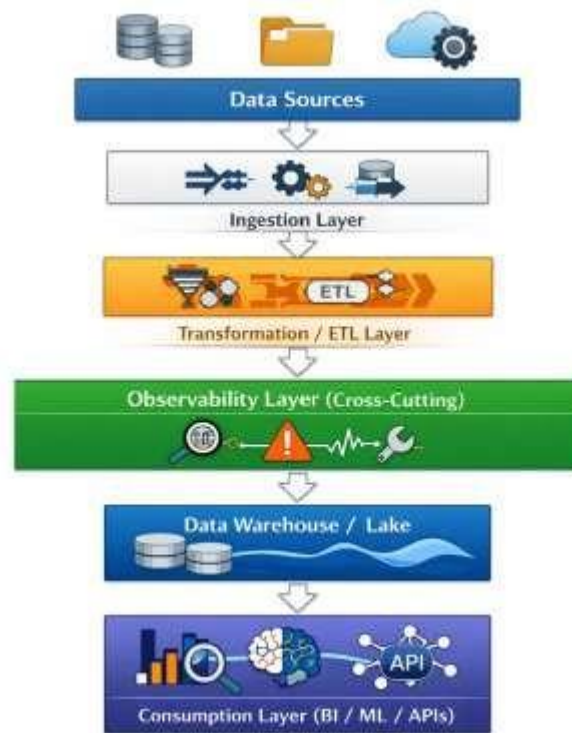 Data Sources
Ingestion Layer
ETL
Transformation / ETL Layer
Observability Layer (Cross-Cutting)
Data Warehouse / Lake
API
Consumption Layer (BI / ML / APIs)